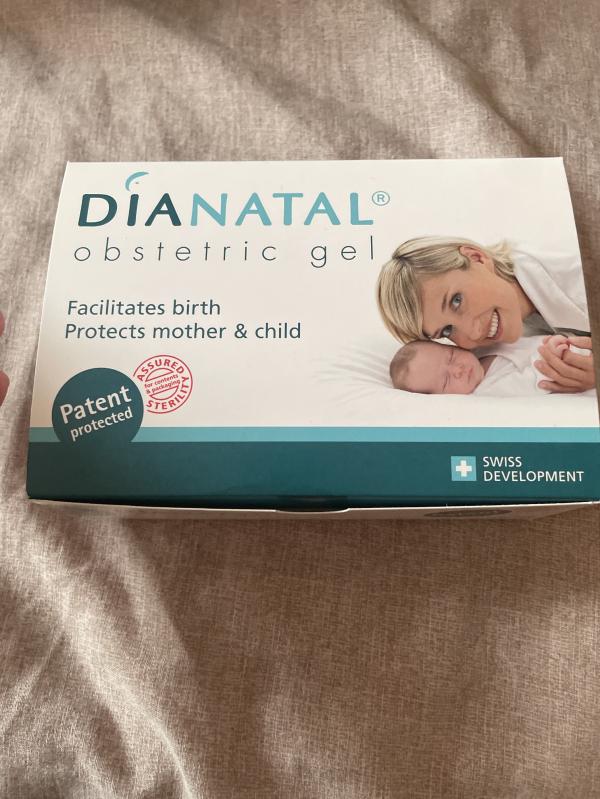 DIANATAL®
obstetric gel
Facilitates birth
Protects mother & child
ASSURED
for contents
& packaging
STERILITY
Patent
protected
SWISS
DEVELOPMENT